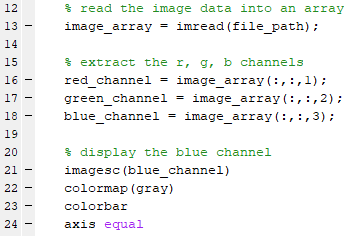 12 % read the image data into an array
13 - image_array = imread(file_path);
14
15 % extract the r, g, b channels
16 - red_channel = image_array(:,:,1);
17 - green_channel = image_array(:,:,2);
18 - blue_channel = image_array(:,:,3);
19
20 % display the blue channel
21 - imagesc(blue_channel)
22 - colormap(gray)
23 - colorbar
24 - axis equal